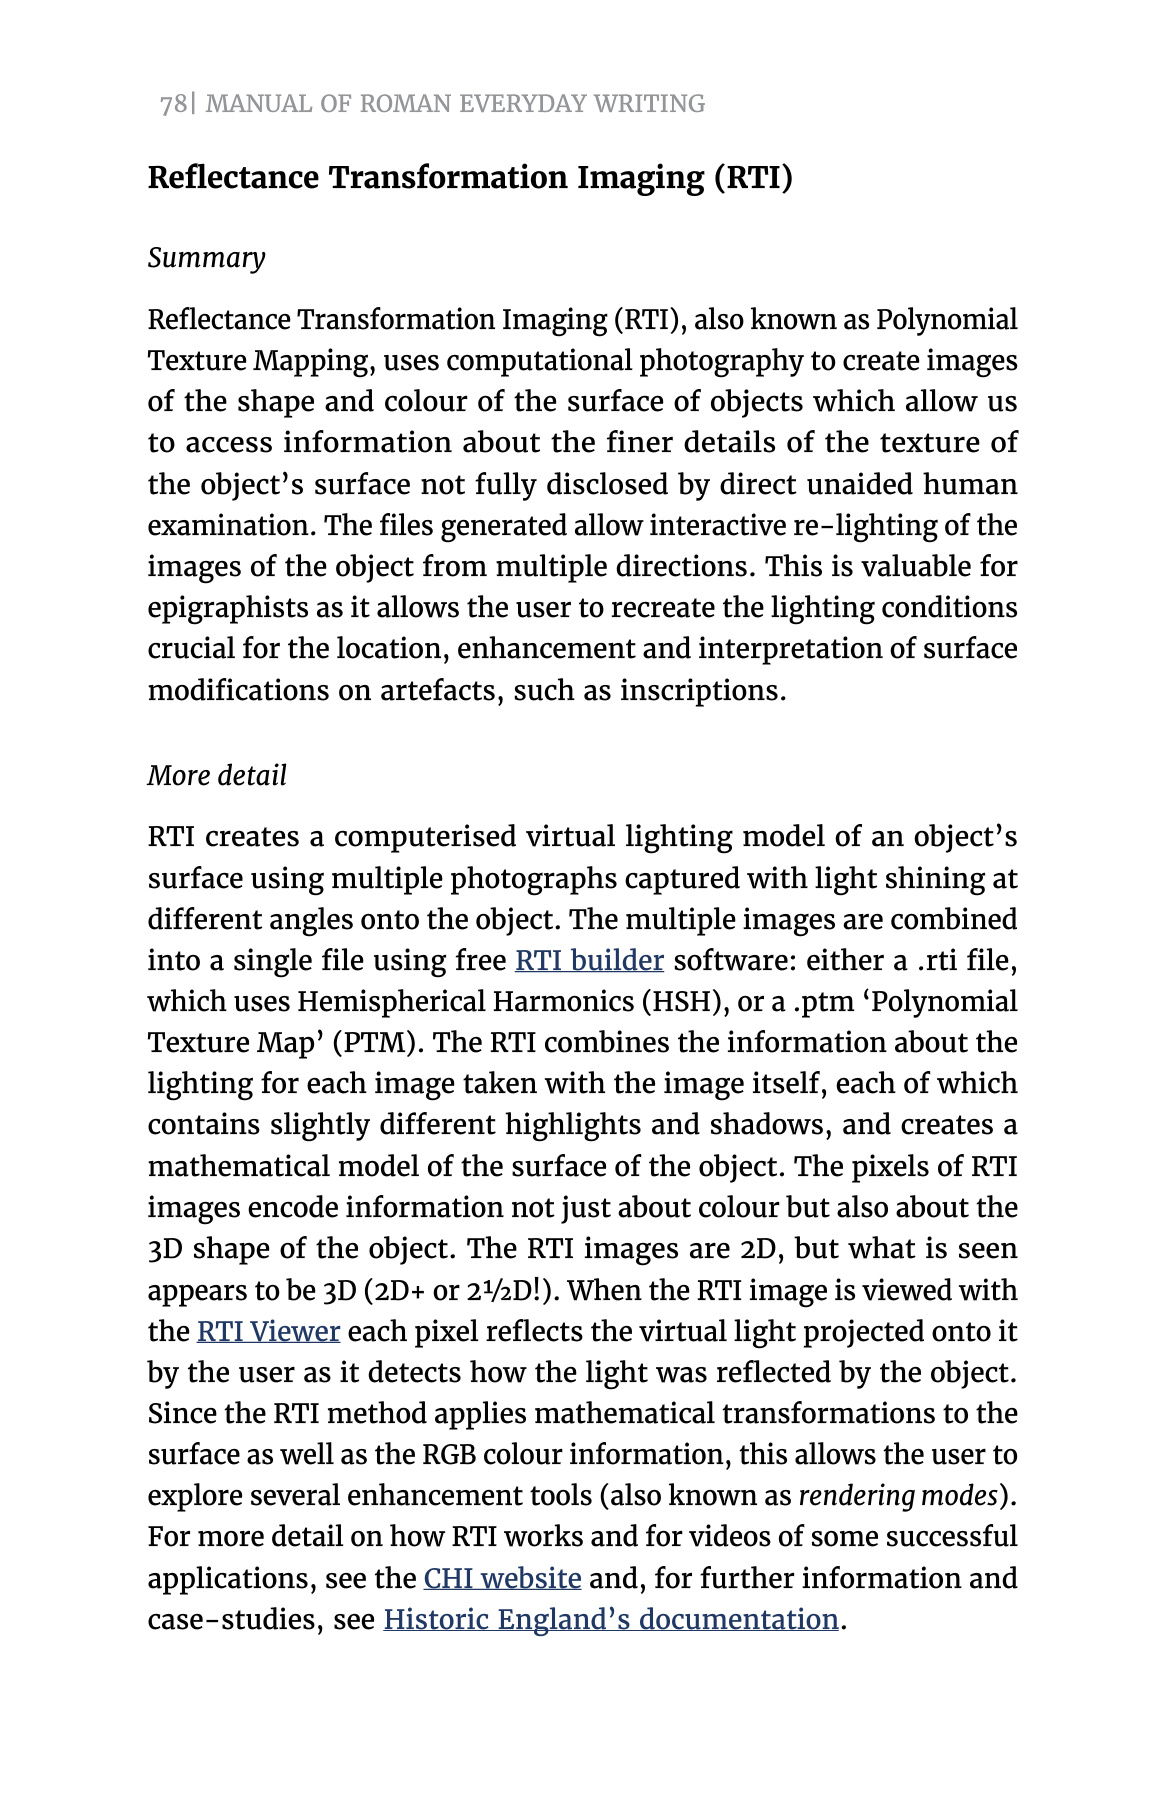 78| MANUAL OF ROMAN EVERYDAY WRITING
Reflectance Transformation Imaging (RTI)
Summary
Reflectance Transformation Imaging (RTI), also known as Polynomial
Texture Mapping, uses computational photography to create images
of the shape and colour of the surface of objects which allow us
to access information about the finer details of the texture of
the object’s surface not fully disclosed by direct unaided human
examination. The files generated allow interactive re-lighting of the
images of the object from multiple directions. This is valuable for
epigraphists as it allows the user to recreate the lighting conditions
crucial for the location, enhancement and interpretation of surface
modifications on artefacts, such as inscriptions.
More detail
RTI creates a computerised virtual lighting model of an object’s
surface using multiple photographs captured with light shining at
different angles onto the object. The multiple images are combined
into a single file using free RTI builder software: either a .rti file,
which uses Hemispherical Harmonics (HSH), or a .ptm ‘Polynomial
Texture Map’ (PTM). The RTI combines the information about the
lighting for each image taken with the image itself, each of which
contains slightly different highlights and shadows, and creates a
mathematical model of the surface of the object. The pixels of RTI
images encode information not just about colour but also about the
3D shape of the object. The RTI images are 2D, but what is seen
appears to be 3D (2D+ or 2½D!). When the RTI image is viewed with
the RTI Viewer each pixel reflects the virtual light projected onto it
by the user as it detects how the light was reflected by the object.
Since the RTI method applies mathematical transformations to the
surface as well as the RGB colour information, this allows the user to
explore several enhancement tools (also known as rendering modes).
For more detail on how RTI works and for videos of some successful
applications, see the CHI website and, for further information and
case-studies, see Historic England’s documentation.